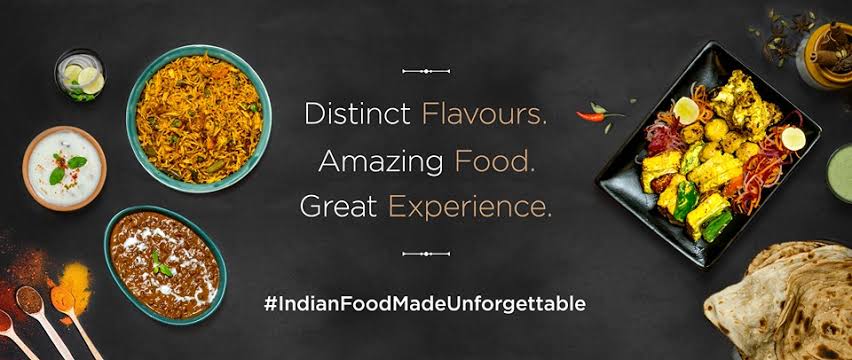 Distinct Flavours.
Amazing Food.
Great Experience.
#IndianFoodMadeUnforgettable